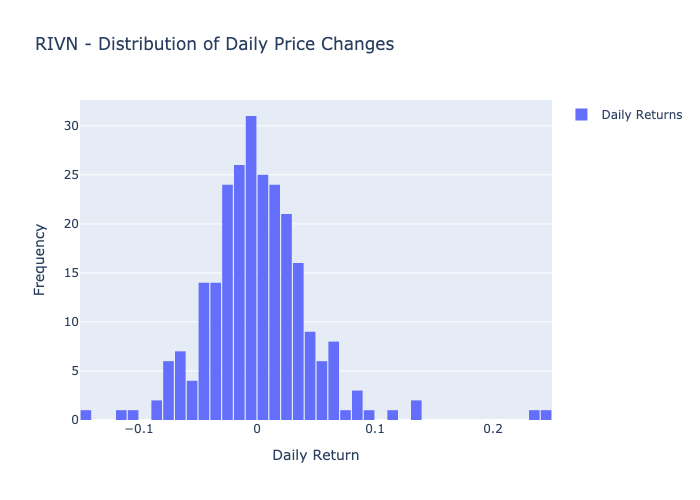 RIVN - Distribution of Daily Price Changes
Daily Returns
Frequency
30
25
20
15
10
5
0
−0.1
0
0.1
0.2
Daily Return